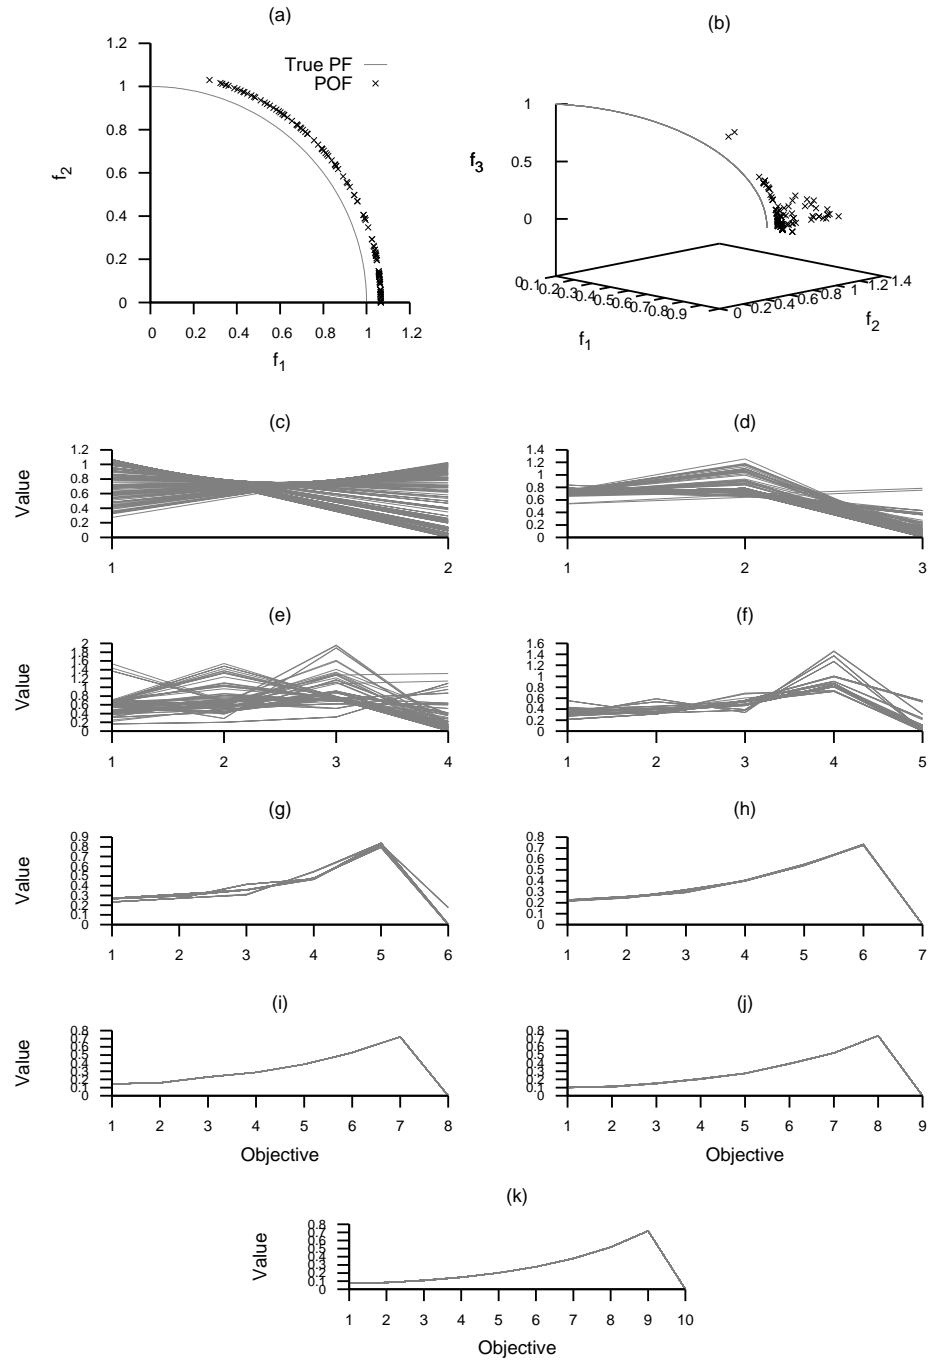 (a)
1.2
1
0.8
0.6
0.4
0.2
0
f2
True PF
POF
0 0.2 0.4 0.6 0.8 1 1.2
f1
(b)
1
0.5
0
f3
0 0.1 0.2 0.3 0.4 0.5 0.6 0.7 0.8 0.9
f1
0 0.2 0.4 0.6 0.8 1 1.2 1.4
f2
(c)
1.2
1
0.8
0.6
0.4
0.2
0
Value
1 2
(d)
1.4
1.2
1
0.8
0.6
0.4
0.2
0
1 2 3
(e)
2
1.8
1.6
1.4
1.2
1
0.8
0.6
0.4
0.2
0
Value
1 2 3 4
(f)
1.6
1.4
1.2
1
0.8
0.6
0.4
0.2
0
1 2 3 4 5
(g)
0.9
0.8
0.7
0.6
0.5
0.4
0.3
0.2
0.1
0
Value
1 2 3 4 5 6
(h)
0.8
0.7
0.6
0.5
0.4
0.3
0.2
0.1
0
1 2 3 4 5 6 7
(i)
0.8
0.7
0.6
0.5
0.4
0.3
0.2
0.1
0
Value
1 2 3 4 5 6 7 8
Objective
(j)
0.8
0.7
0.6
0.5
0.4
0.3
0.2
0.1
0
1 2 3 4 5 6 7 8 9
Objective
(k)
0.8
0.7
0.6
0.5
0.4
0.3
0.2
0.1
0
Value
1 2 3 4 5 6 7 8 9 10
Objective